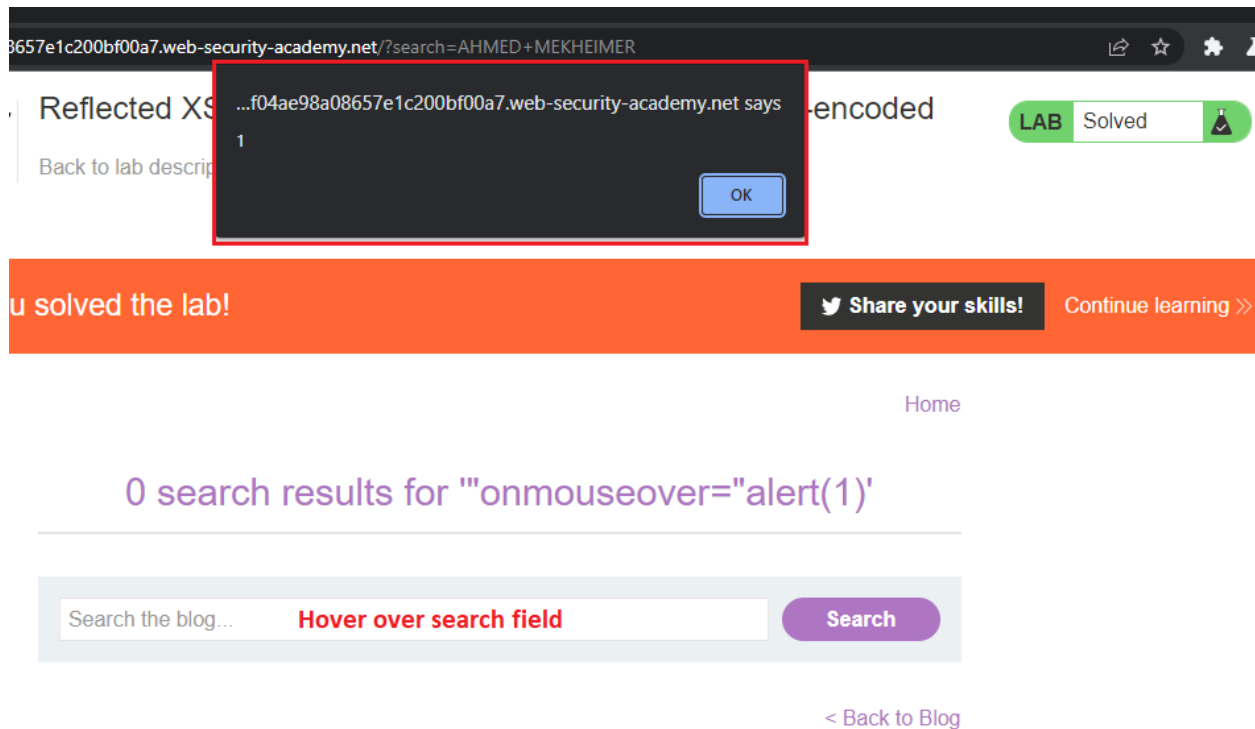 3657e1c200bf00a7.web-security-academy.net/?search=AHMED+MEKHEIMER
...f04ae98a08657e1c200bf00a7.web-security-academy.net says
1
OK
Reflected XS
-encoded
LAB Solved
Back to lab descrip
u solved the lab!
Share your skills!
Continue learning >>
Home
0 search results for '"onmouseover="alert(1)'
Search the blog...
Hover over search field
Search
< Back to Blog